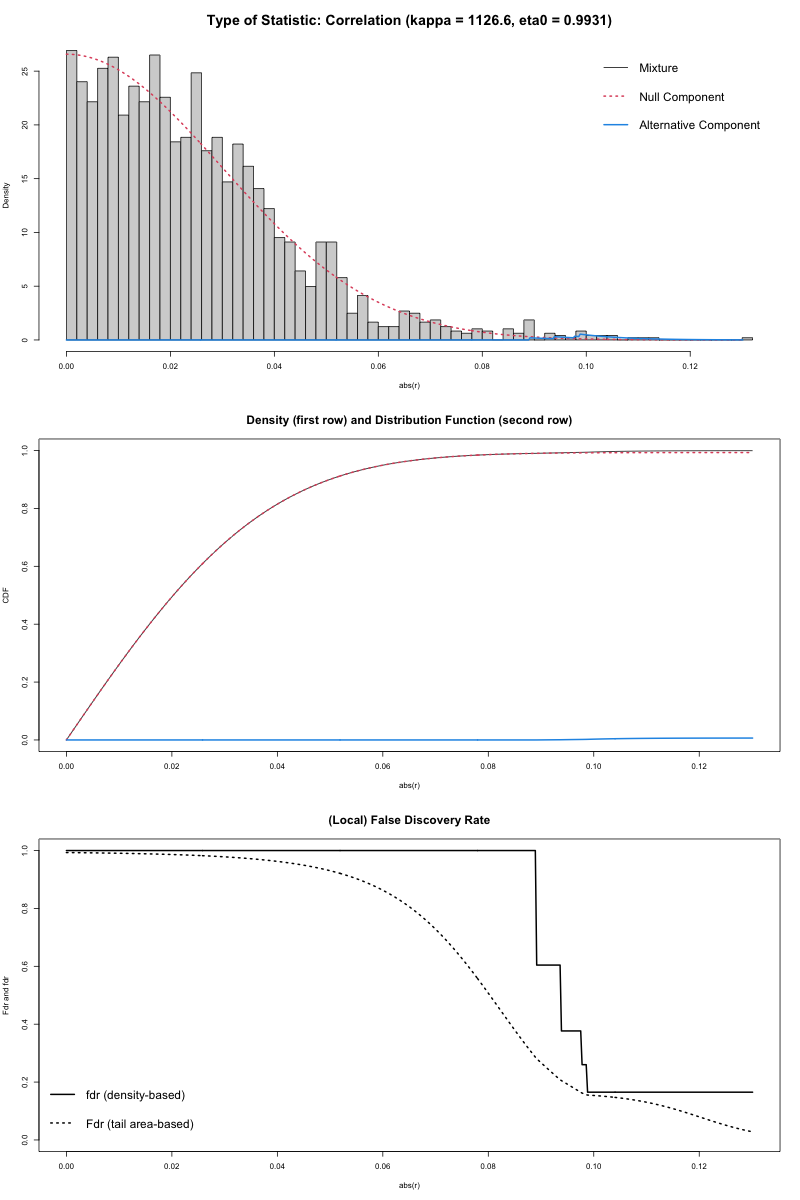 Type of Statistic: Correlation (kappa = 1126.6, eta0 = 0.9931)
Mixture
Null Component
Alternative Component
Density
25
20
15
10
5
0
0.00 0.02 0.04 0.06 0.08 0.10 0.12
abs(r)
Density (first row) and Distribution Function (second row)
CDF
1.0
0.8
0.6
0.4
0.2
0.0
0.00 0.02 0.04 0.06 0.08 0.10 0.12
abs(r)
(Local) False Discovery Rate
Fdr and fdr
1.0
0.8
0.6
0.4
0.2
0.0
fdr (density-based)
Fdr (tail area-based)
0.00 0.02 0.04 0.06 0.08 0.10 0.12
abs(r)